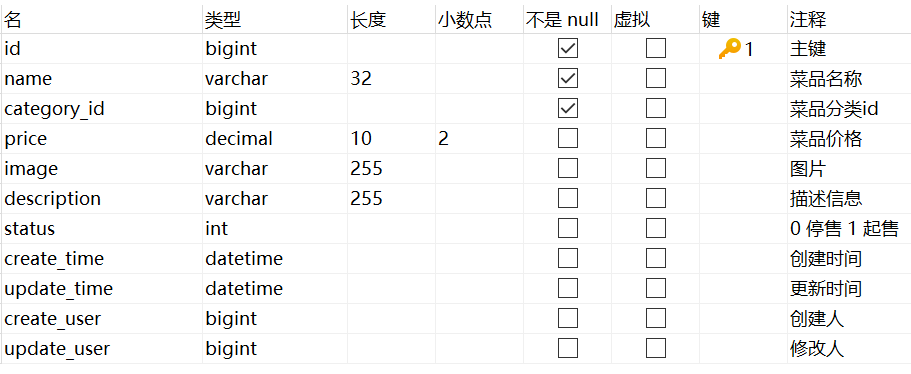 名 类型 长度 小数点 不是 null 虚拟 键 注释
id bigint 1 主键
name varchar 32 菜品名称
category_id bigint 菜品分类id
price decimal 10 2 菜品价格
image varchar 255 图片
description varchar 255 描述信息
status int 0 停售 1 起售
create_time datetime 创建时间
update_time datetime 更新时间
create_user bigint 创建人
update_user bigint 修改人